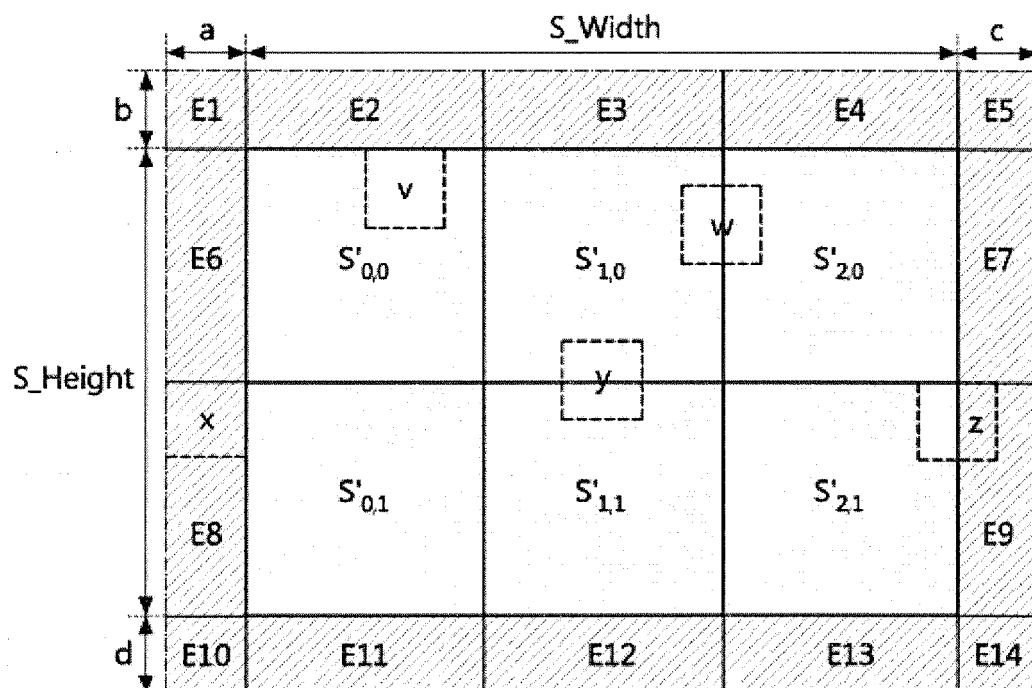 a S_Width c
b E1 E2 E3 E4 E5
v
w
E6 S'0,0 S'1,0 S'2,0 E7
S_Height
y
x z
S'0,1 S'1,1 S'2,1
E8 E9
d E10 E11 E12 E13 E14